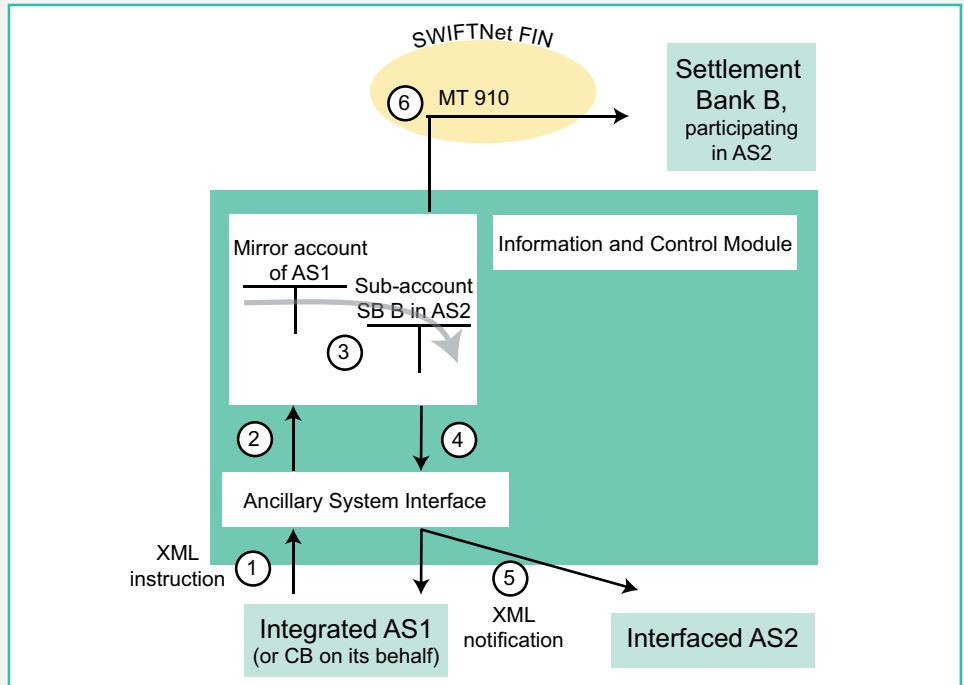 SWIFTNet FIN
6
MT 910
Settlement
Bank B,
participating
in AS2
Mirror account
of AS1
Information and Control Module
Sub-account
SB B in AS2
3
2
4
Ancillary System Interface
XML
instruction
1
5
XML
notification
Integrated AS1
(or CB on its behalf)
Interfaced AS2